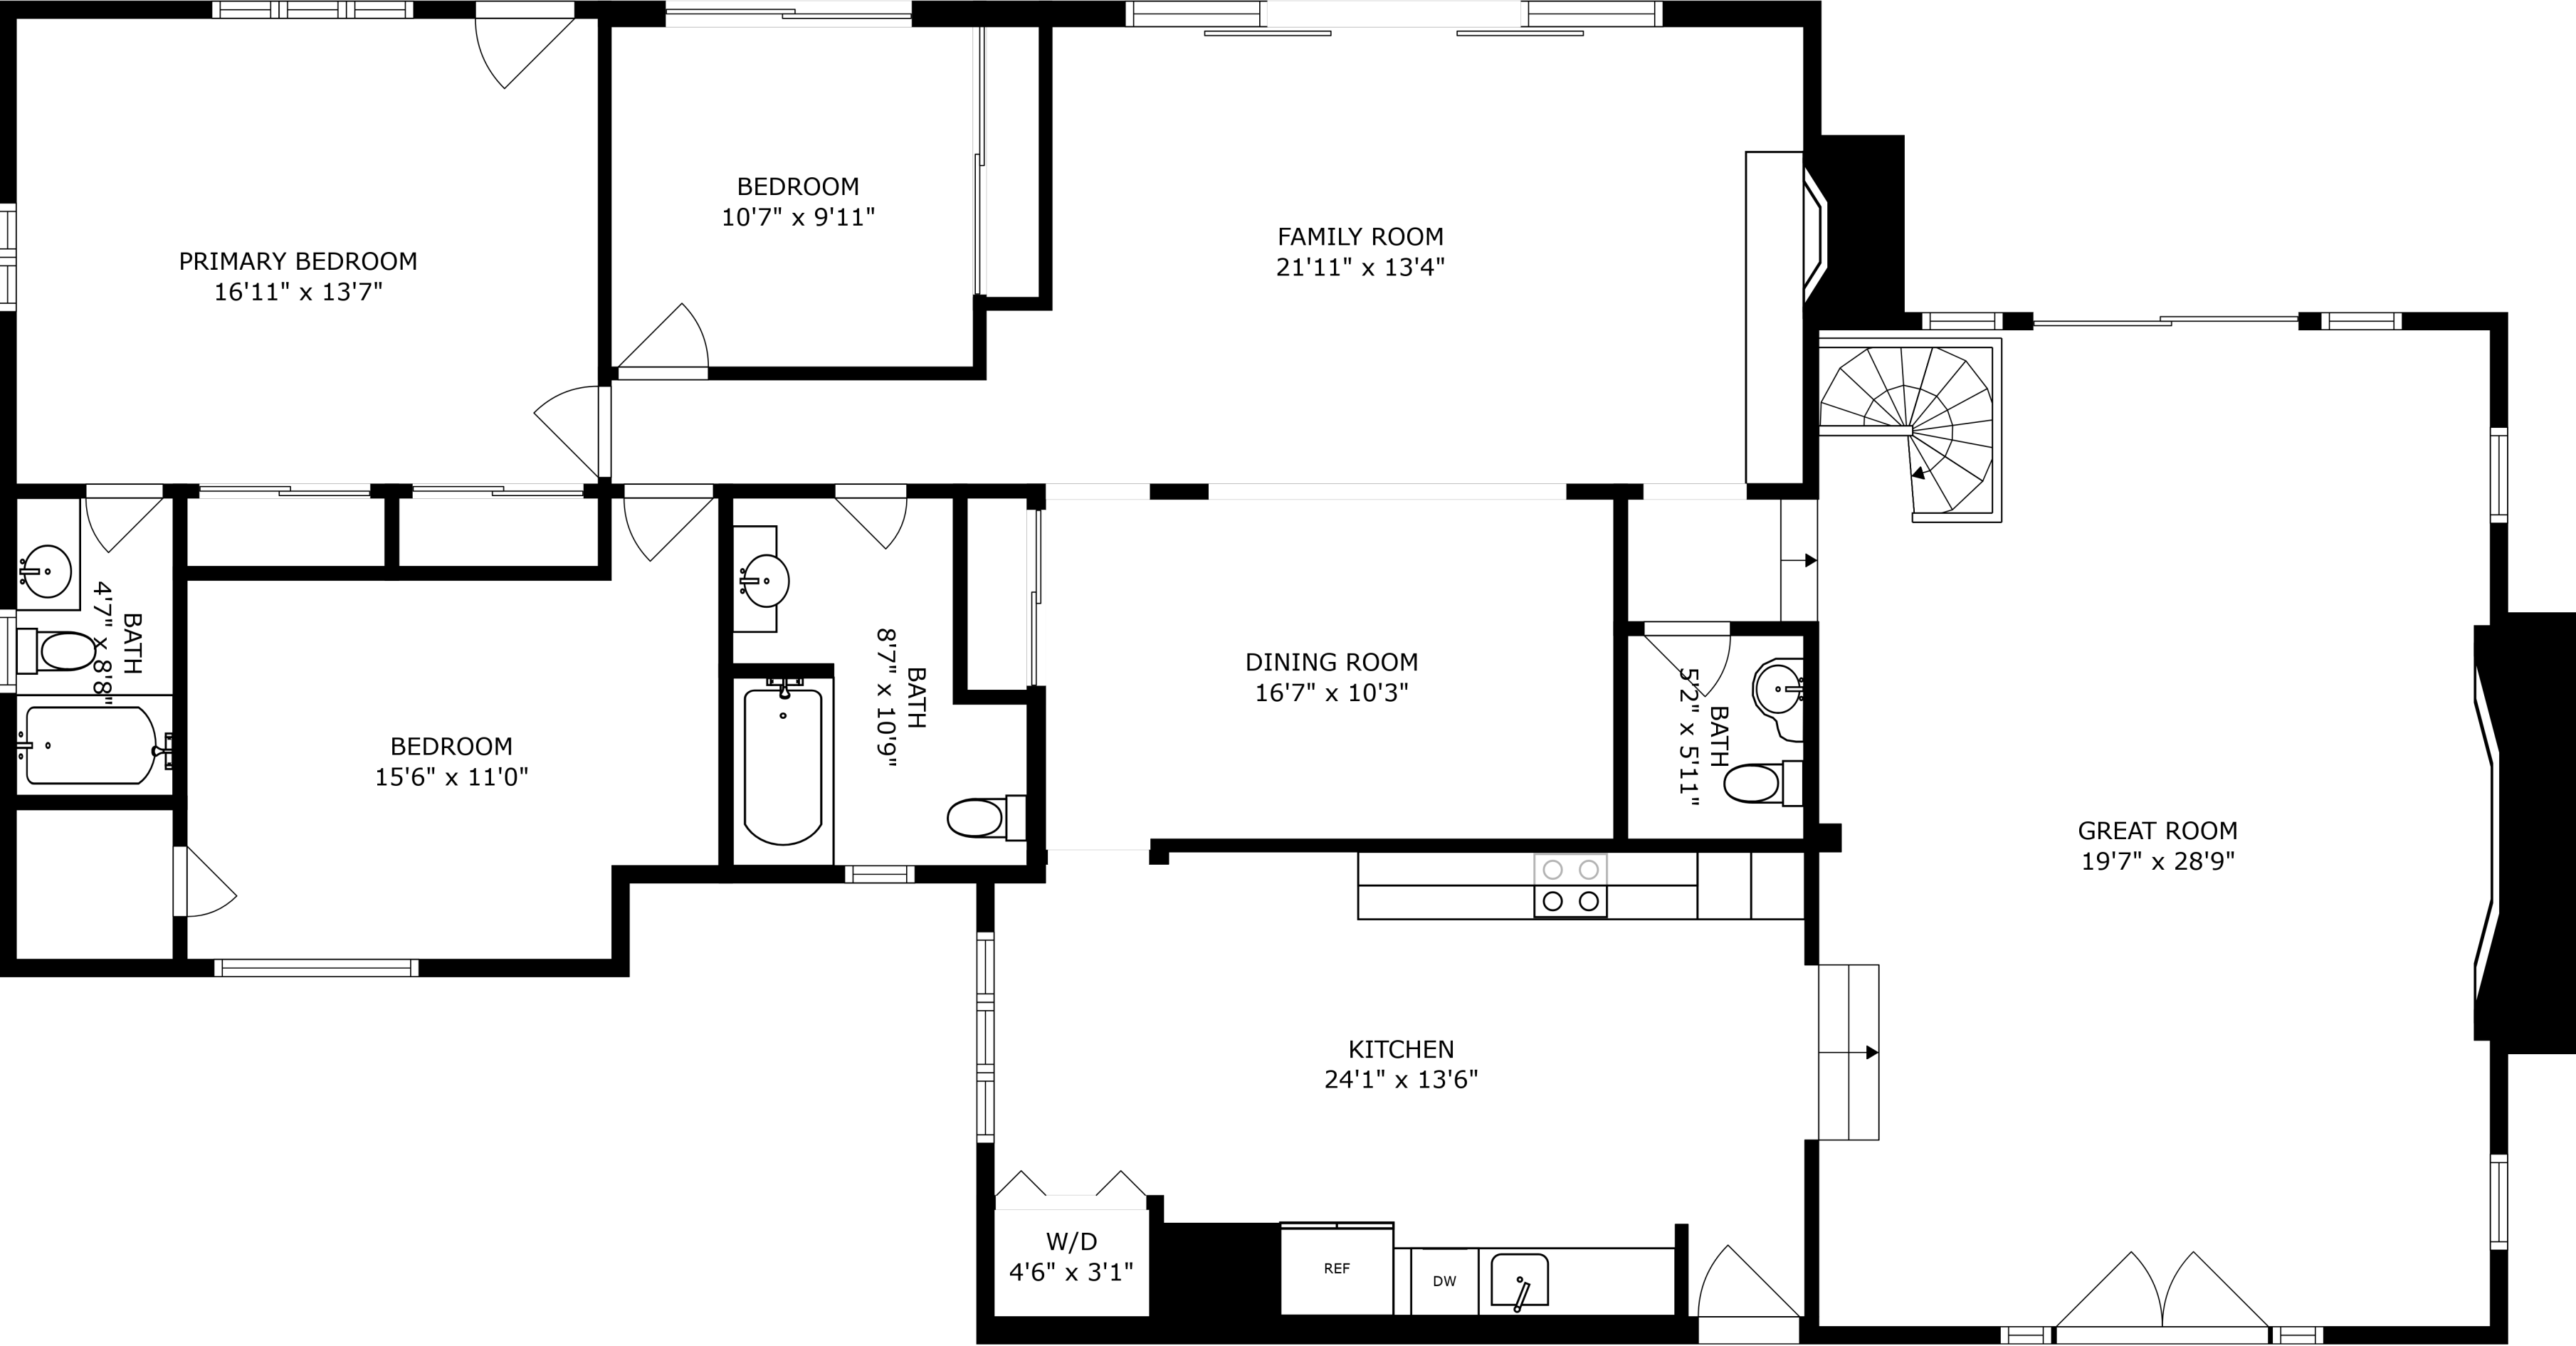 BEDROOM
10'7" x 9'11"
FAMILY ROOM
21'11" x 13'4"
PRIMARY BEDROOM
16'11" x 13'7"
BATH
4'7" x 8'8"
BATH
8'7" x 10'9"
DINING ROOM
16'7" x 10'3"
BATH
5'2" x 5'11"
BEDROOM
15'6" x 11'0"
GREAT ROOM
19'7" x 28'9"
KITCHEN
24'1" x 13'6"
W/D
4'6" x 3'1"
REF
DW